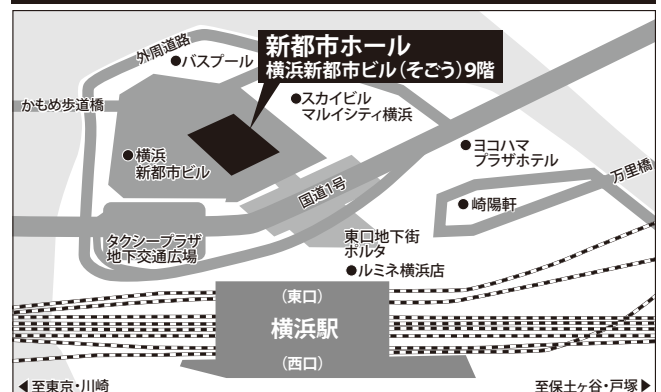 新都市ホール
横浜新都市ビル(そごう)9階
外周道路
●バスプール
かもめ歩道橋
●スカイビル
マルイシティ横浜
●横浜
新都市ビル
●ヨコハマ
プラザホテル
万里橋
国道1号
●崎陽軒
タクシープラザ
地下交通広場
東口地下街
ポルタ
●ルミネ横浜店
(東口)
横浜駅
(西口)
◀至東京・川崎
至保土ヶ谷・戸塚▶